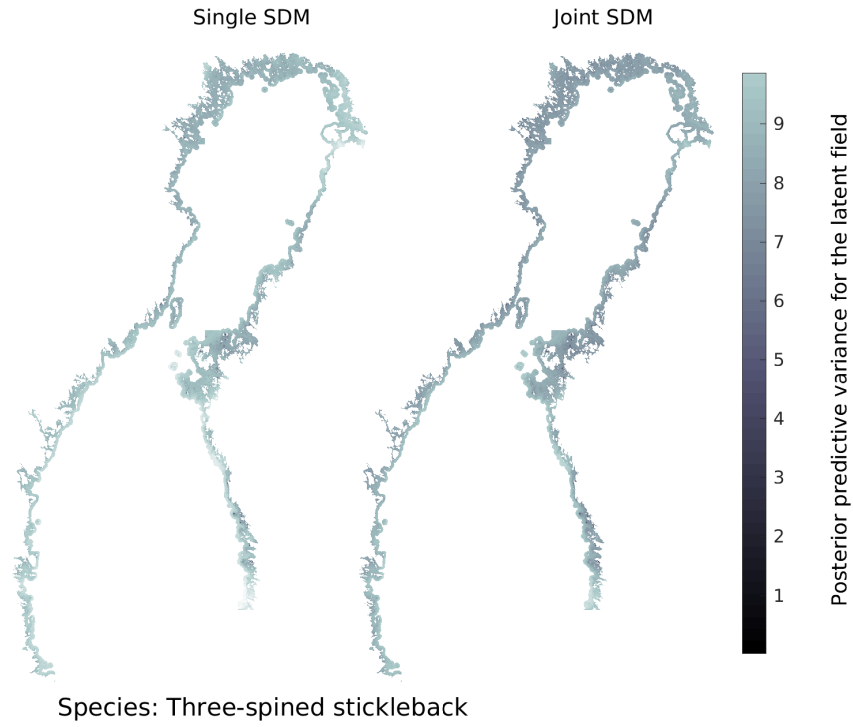 Single SDM
Joint SDM
9
8
7
6
5
4
3
2
1
Posterior predictive variance for the latent field
Species: Three-spined stickleback